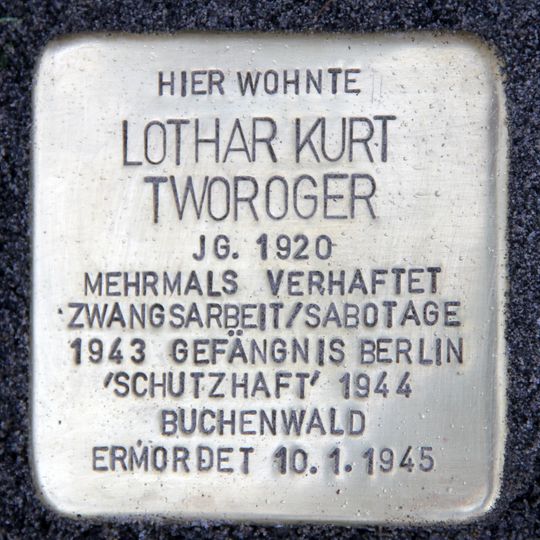 HIER WOHNTE
LOTHAR KURT
TWOROGER
JG. 1920
MEHRMALS VERHAFTET
ZWANGSARBEIT/SABOTAGE
1943 GEFÄNGNIS BERLIN
'SCHUTZHAFT' 1944
BUCHENWALD
ERMORDET 10.1.1945